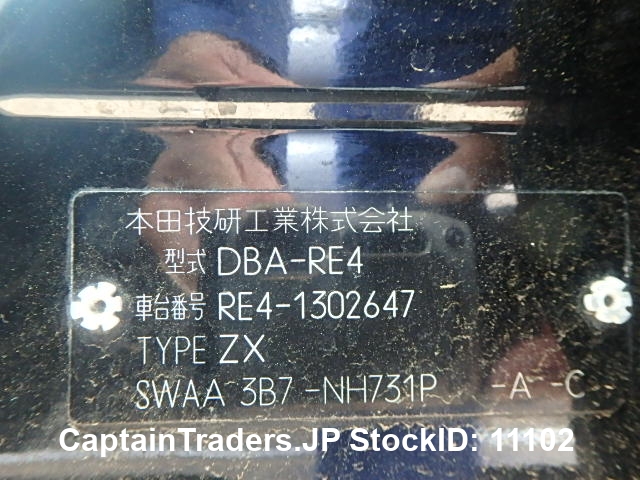 本田技研工業株式会社
型式 DBA-RE4
車台番号 RE4-1302647
TYPE ZX
SWAA 3B7 -NH731P -A -C
CaptainTraders.JP StockID: 11102